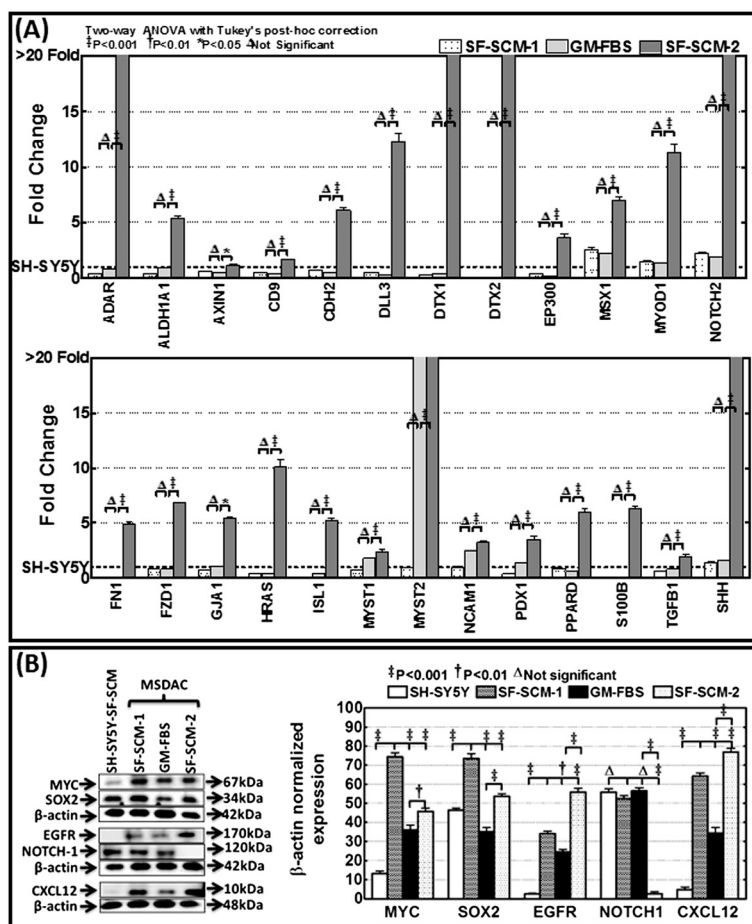 (A)
Two-way ANOVA with Tukey's post-hoc correction
‡P<0.001 †P<0.01 *P<0.05 ΔNot Significant
SF-SCM-1 GM-FBS SF-SCM-2
>20 Fold
15
10
5
SH-SY5Y
Fold Change
Δ ‡ Δ ‡ Δ * Δ ‡ Δ ‡ Δ ‡ Δ ‡ Δ ‡ Δ ‡ Δ ‡ Δ ‡ Δ ‡
ADAR ALDH1A1 AXIN1 CD9 CDH2 DLL3 DTX1 DTX2 EP300 MSX1 MYOD1 NOTCH2
>20 Fold
15
10
5
SH-SY5Y
Fold Change
Δ ‡ Δ ‡ Δ * Δ ‡ Δ ‡ Δ ‡ Δ ‡ Δ ‡ Δ ‡ Δ ‡ Δ ‡ Δ ‡ Δ ‡
FN1 FZD1 GJA1 HRAS ISL1 MYST1 MYST2 NCAM1 PDX1 PPARD S100B TGFB1 SHH
(B)
SH-SY5Y-SF-SCM
MSDAC
SF-SCM-1
GM-FBS
SF-SCM-2
MYC 67kDa
SOX2 34kDa
β-actin 42kDa
EGFR 170kDa
NOTCH-1 120kDa
β-actin 42kDa
CXCL12 10kDa
β-actin 48kDa
‡P<0.001 †P<0.01 ΔNot significant
SH-SY5Y SF-SCM-1 GM-FBS SF-SCM-2
β-actin normalized
expression
90
80
70
60
50
40
30
20
10
0
‡ ‡ ‡ † ‡ ‡ ‡ ‡ ‡ ‡ † ‡ ‡ Δ Δ ‡ ‡ ‡ ‡ ‡ ‡
MYC SOX2 EGFR NOTCH1 CXCL12